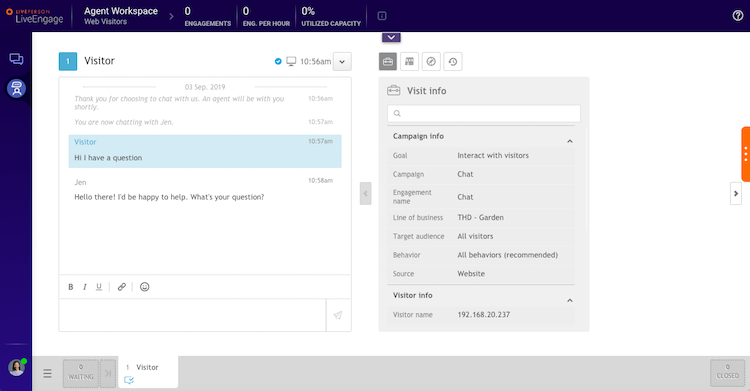 LIVEPERSON
LiveEngage
Agent Workspace
Web Visitors
0
ENGAGEMENTS
0
ENG. PER HOUR
0%
UTILIZED CAPACITY
1 Visitor
10:56am
03 Sep, 2019
Thank you for choosing to chat with us. An agent will be with you 10:56am
shortly.
You are now chatting with Jen. 10:57am
Visitor 10:57am
Hi I have a question
Jen 10:58am
Hello there! I'd be happy to help. What's your question?
B I U
Visit info
Campaign info
Goal Interact with visitors
Campaign Chat
Engagement
name Chat
Line of business THD - Garden
Target audience All visitors
Behavior All behaviors (recommended)
Source Website
Visitor info
Visitor name 192.168.20.237
0
WAITING
1 Visitor
0
CLOSED